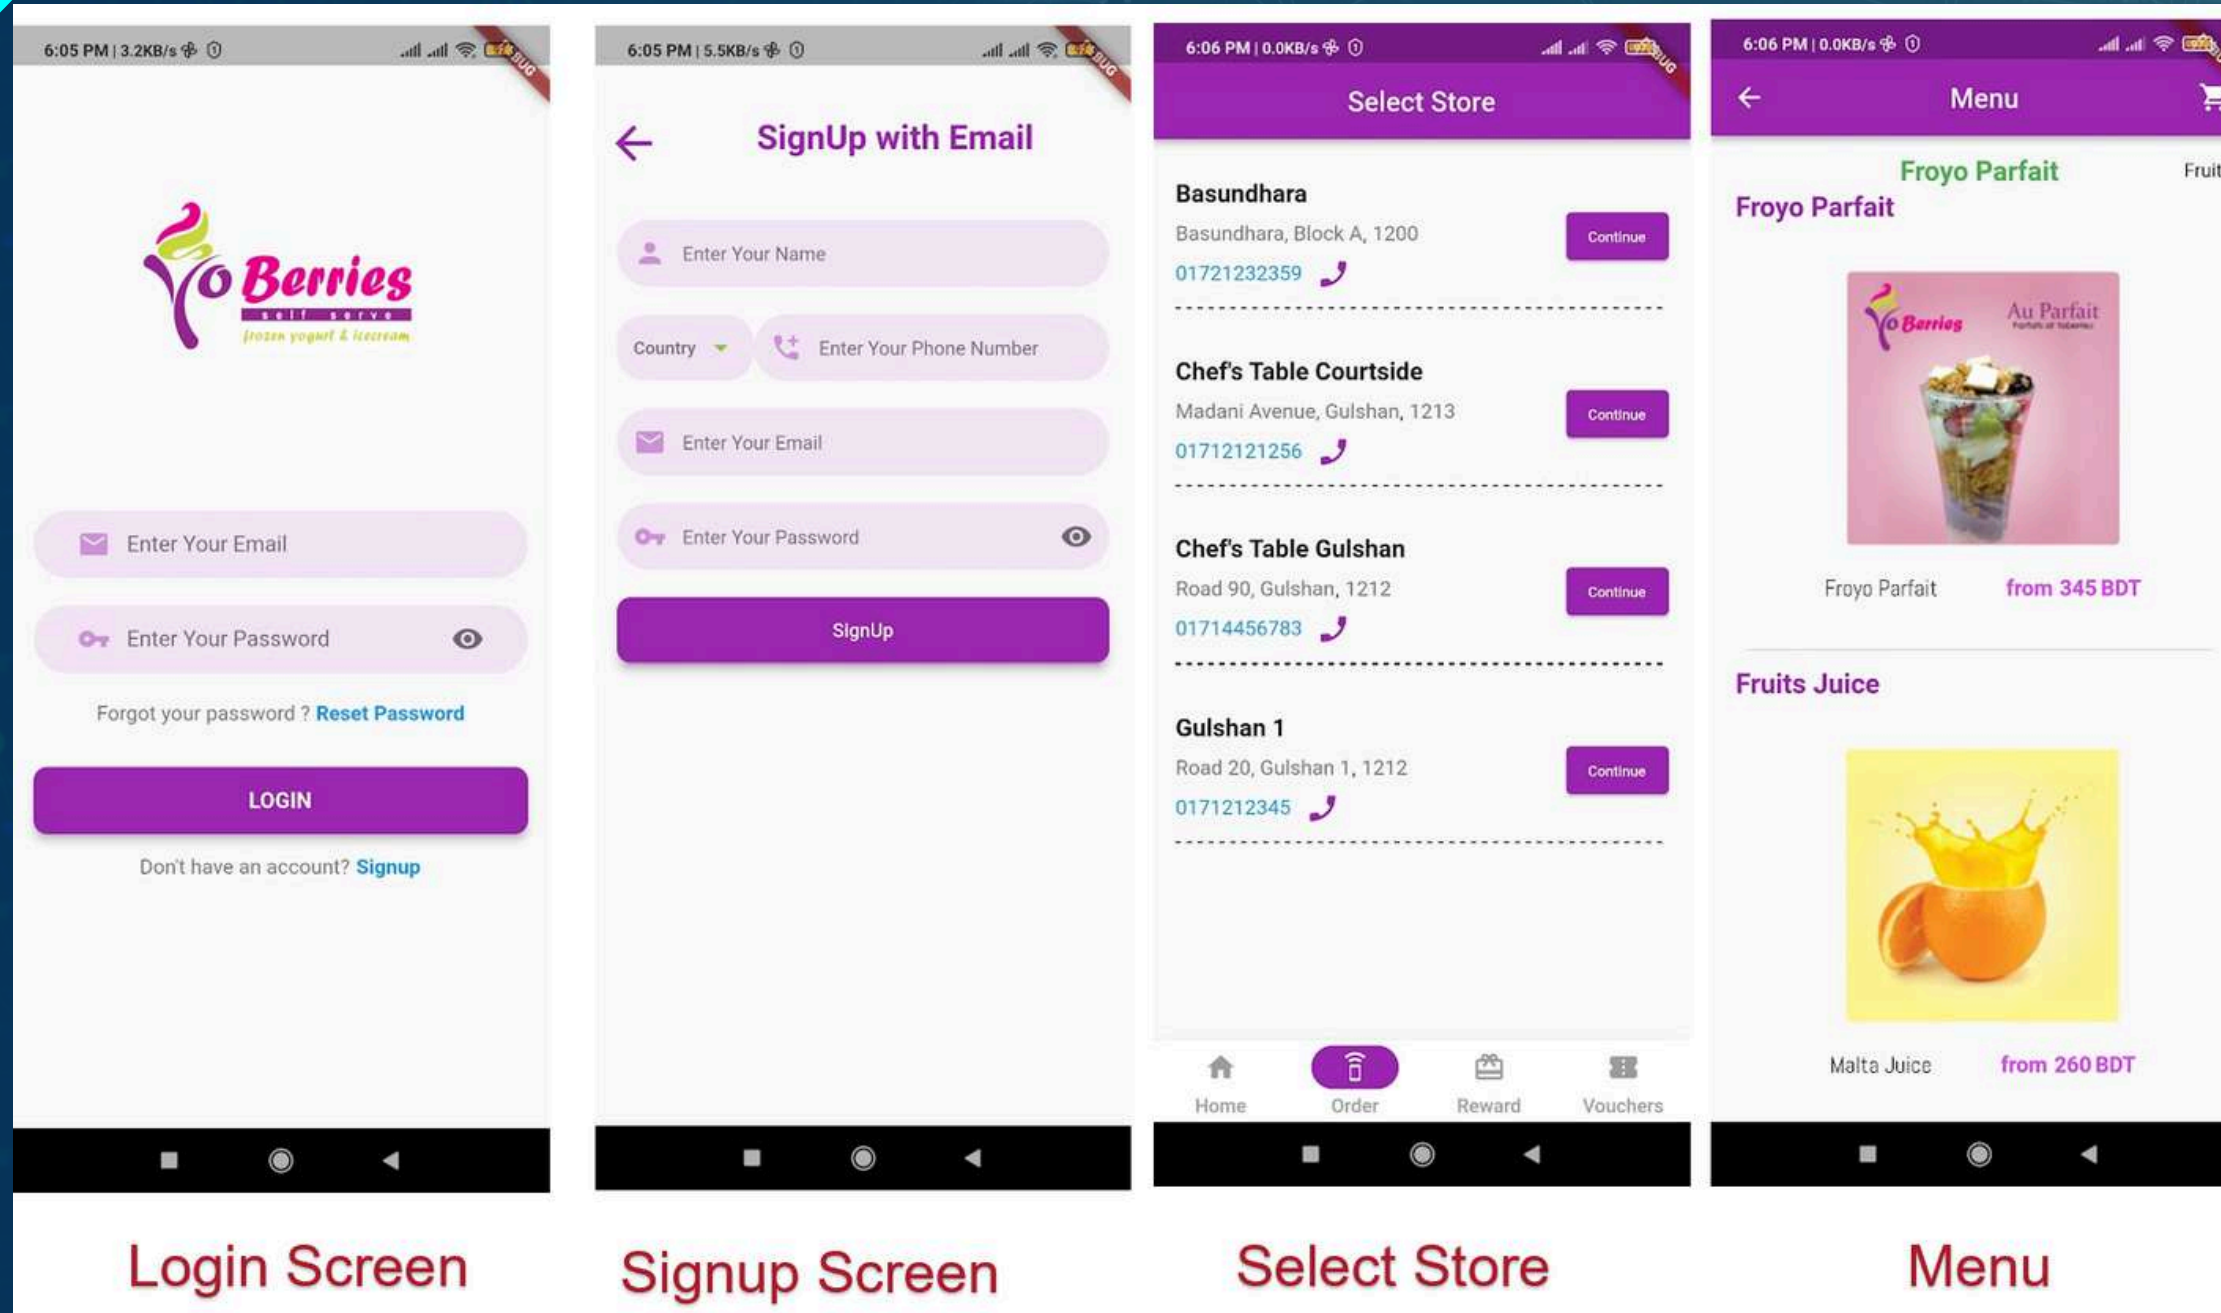 6:05 PM | 3.2KB/s
BUG
Yo Berries
self serve
frozen yogurt & icecream
Enter Your Email
Enter Your Password
Forgot your password ? Reset Password
LOGIN
Don't have an account? Signup
Login Screen
6:05 PM | 5.5KB/s
BUG
SignUp with Email
Enter Your Name
Country
Enter Your Phone Number
Enter Your Email
Enter Your Password
SignUp
Signup Screen
6:06 PM | 0.0KB/s
BUG
Select Store
Basundhara
Basundhara, Block A, 1200
Continue
01721232359
Chef's Table Courtside
Madani Avenue, Gulshan, 1213
Continue
01712121256
Chef's Table Gulshan
Road 90, Gulshan, 1212
Continue
01714456783
Gulshan 1
Road 20, Gulshan 1, 1212
Continue
0171212345
Home
Order
Reward
Vouchers
Select Store
6:06 PM | 0.0KB/s
Menu
Froyo Parfait
Fruit
Froyo Parfait
Yo Berries
Au Parfait
Froyo Parfait
from 345 BDT
Fruits Juice
Malta Juice
from 260 BDT
Menu